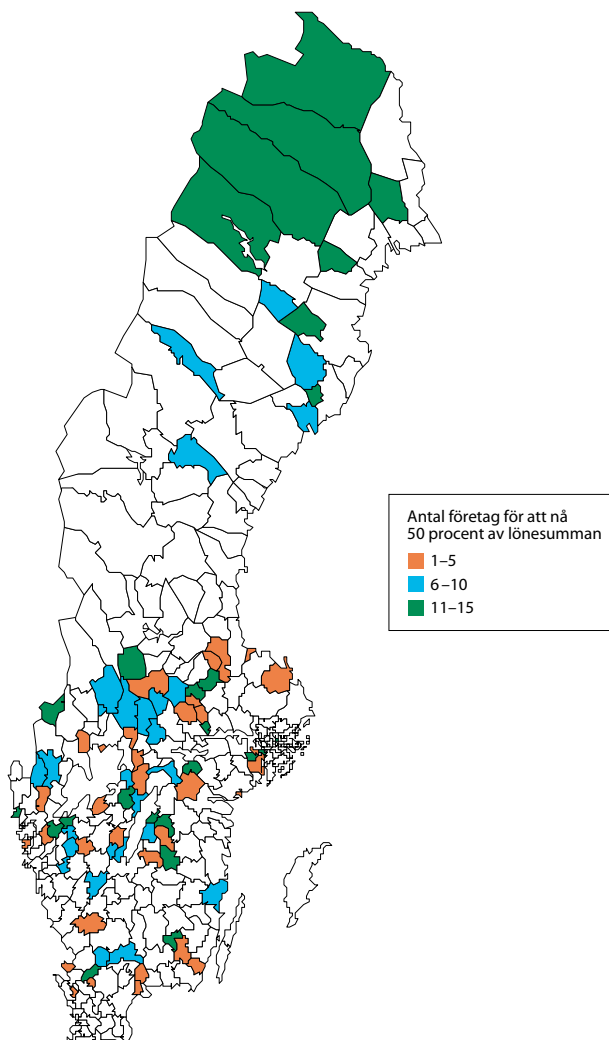 Antal företag för att nå
50 procent av lönesumman
1–5
6–10
11–15